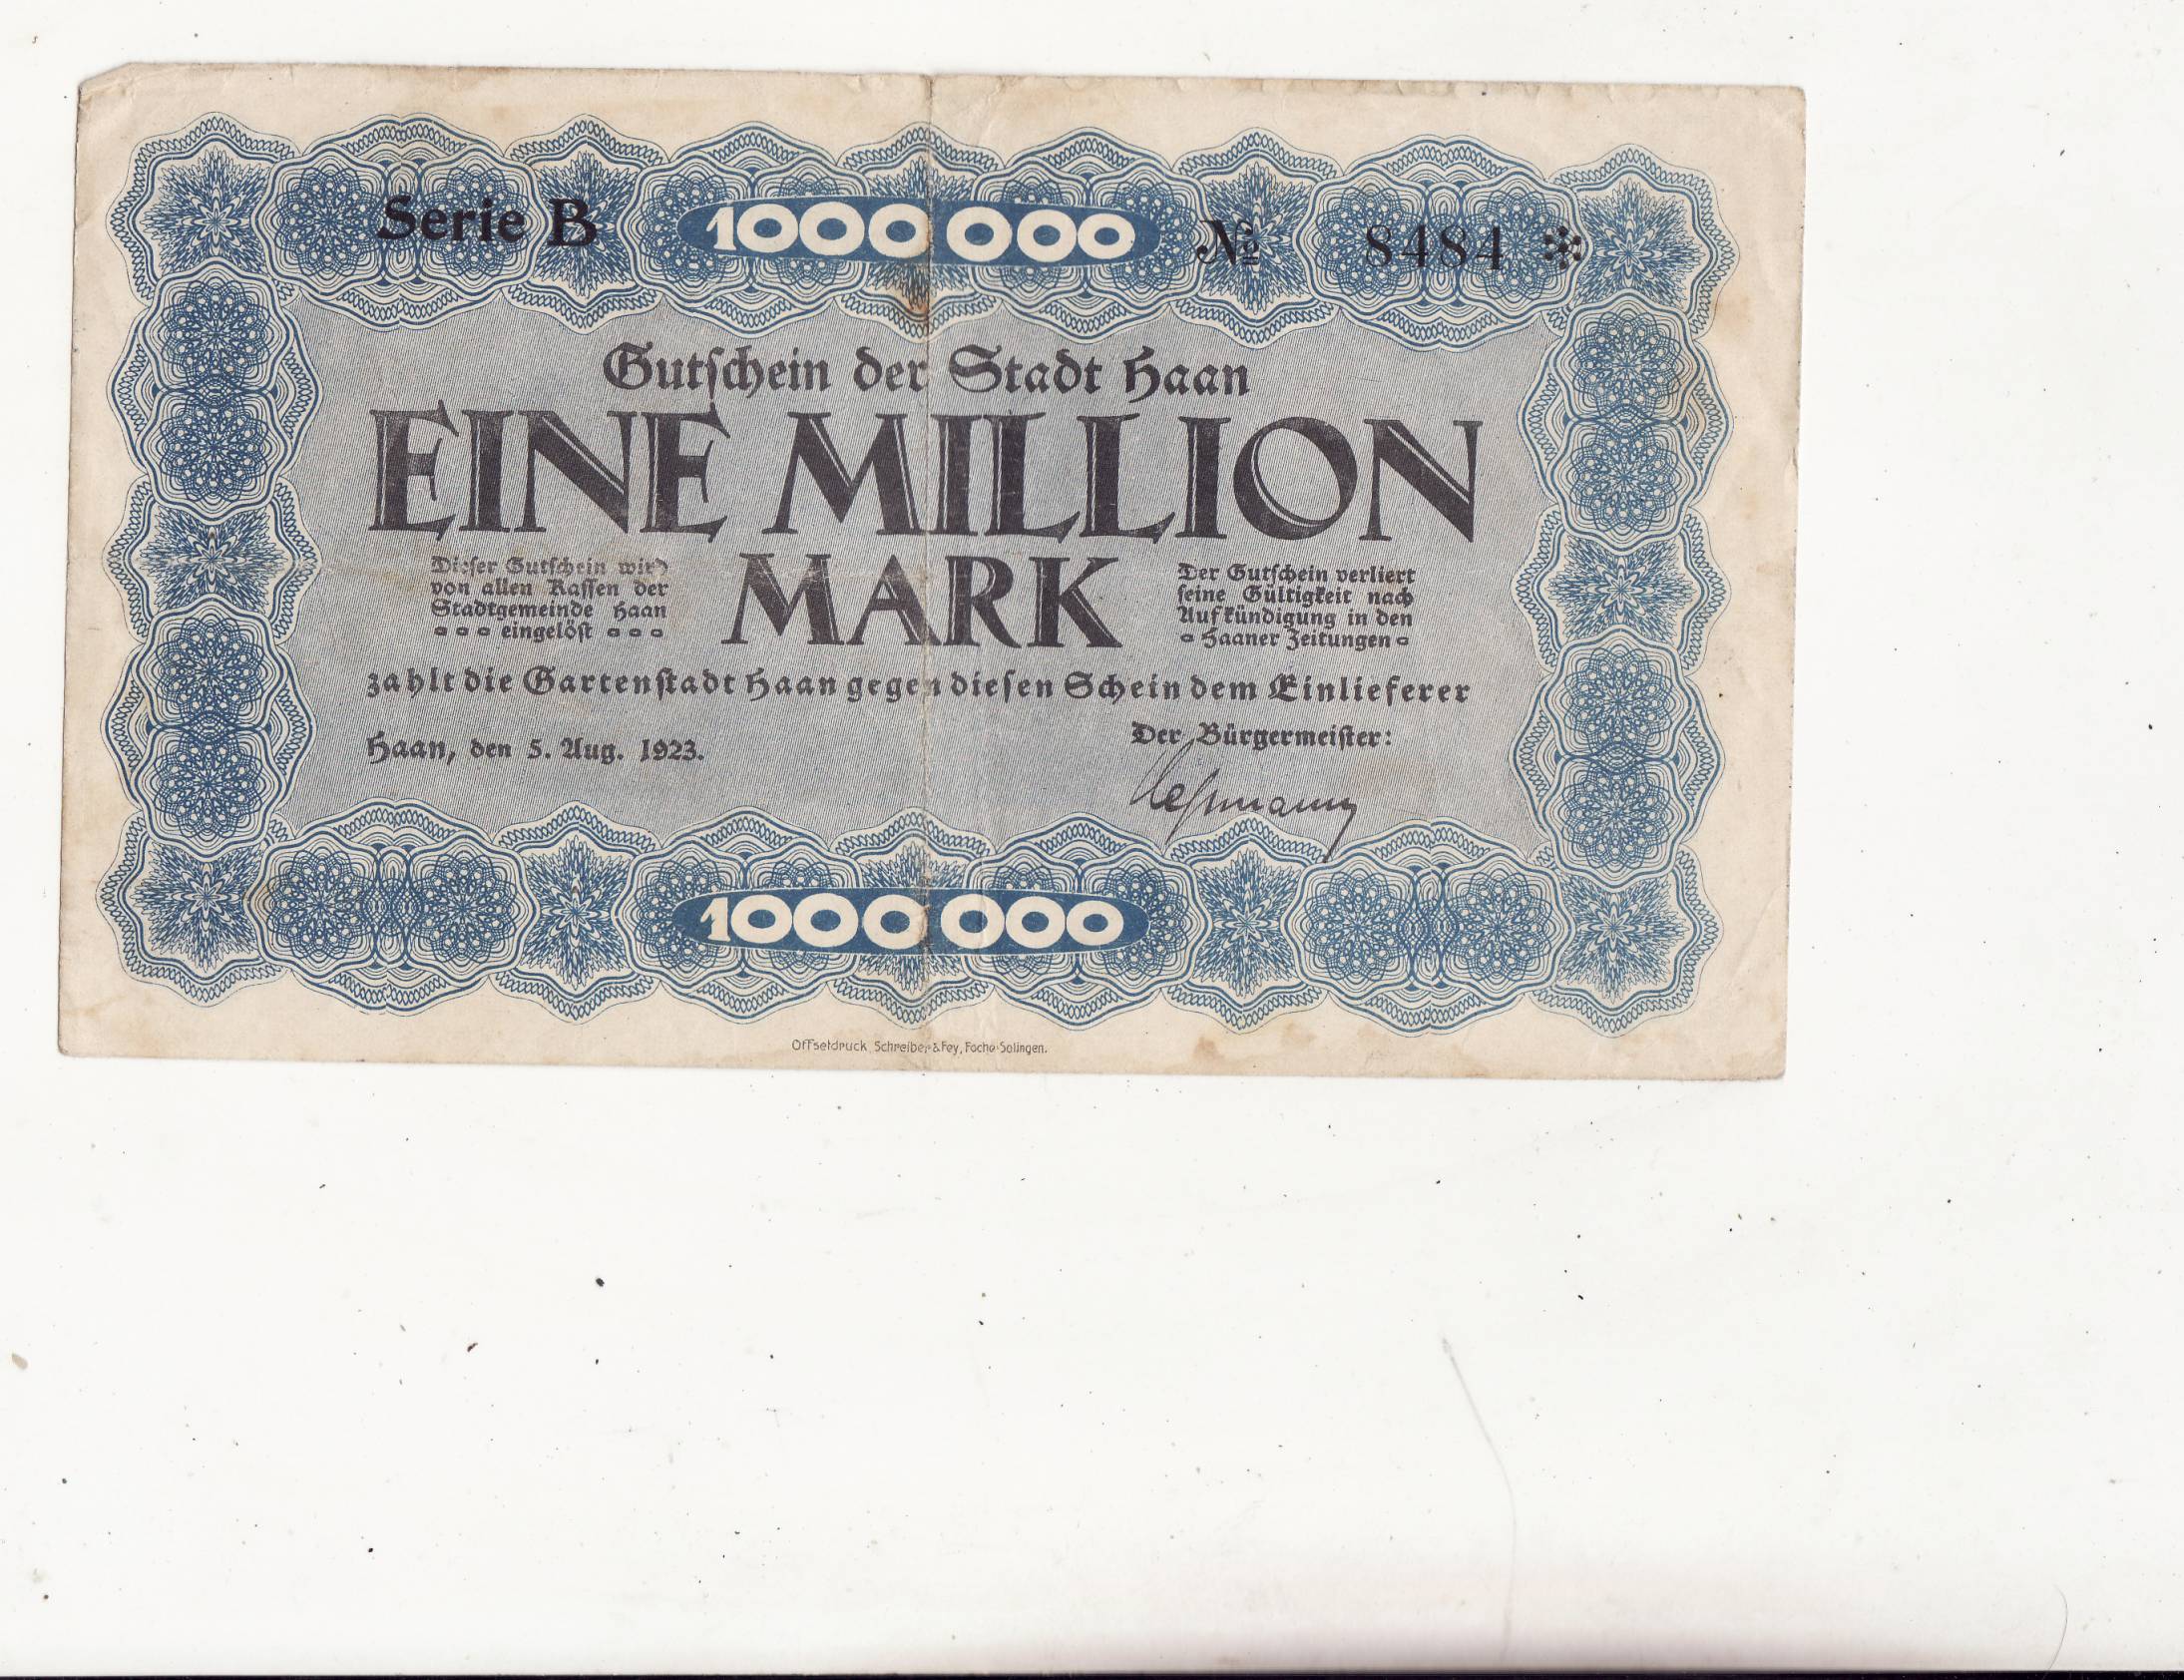 Serie B 1000000 № 8484 *
Gutschein der Stadt Haan
EINE MILLION
MARK
Dieser Gutschein wird
von allen Kassen der
Stadtgemeinde Haan
eingelöst
Der Gutschein verliert
seine Gültigkeit nach
Aufkündigung in den
Haaner Zeitungen
zahlt die Gartenstadt Haan gegen diesen Schein dem Einlieferer
Haan, den 5. Aug. 1923.
Der Bürgermeister:
1000000
Offsetdruck Schreiber & Fey, Foche-Solingen.